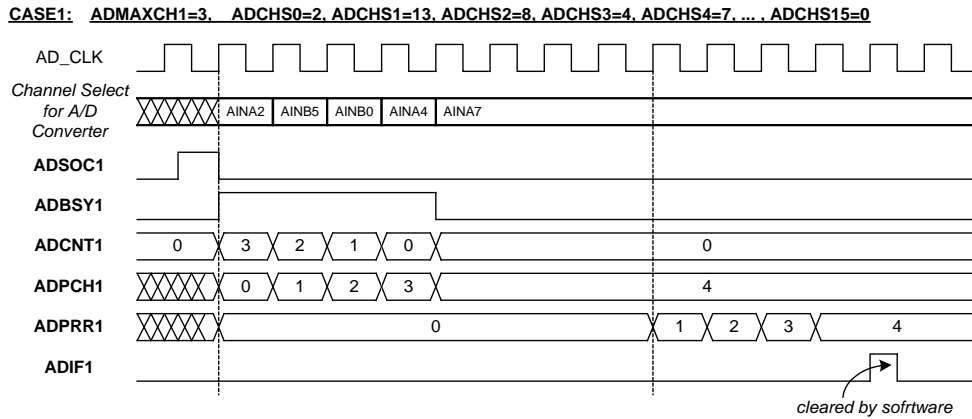 CASE1: ADMAXCH1=3, ADCHS0=2, ADCHS1=13, ADCHS2=8, ADCHS3=4, ADCHS4=7, ... , ADCHS15=0
AD_CLK
Channel Select
for A/D
Converter
AINA2 AINB5 AINB0 AINA4 AINA7
ADSOC1
ADBSY1
ADCNT1 0 3 2 1 0 0
ADPCH1 0 1 2 3 4
ADPRR1 0 1 2 3 4
ADIF1
cleared by sofrtware